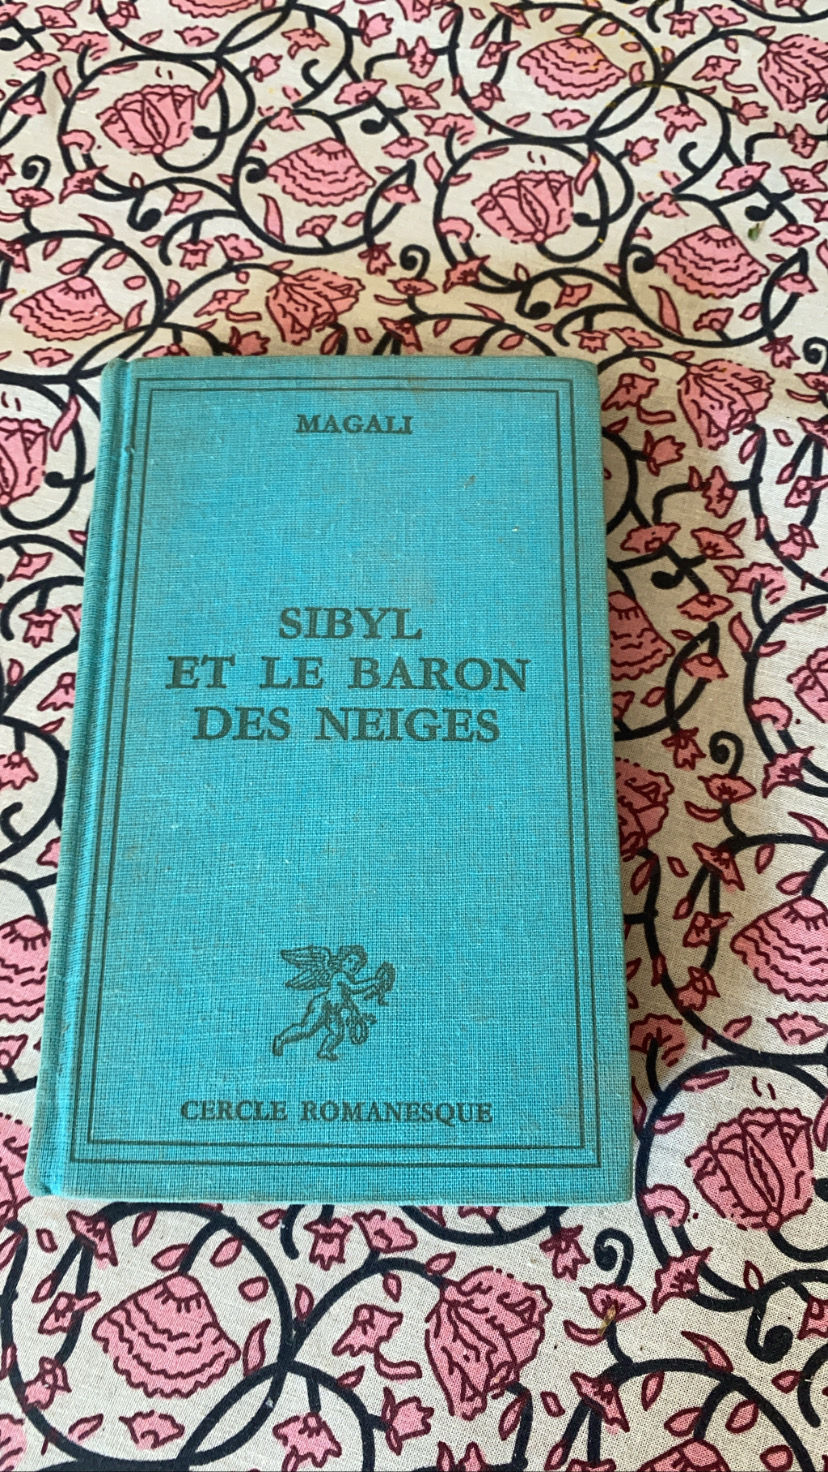 MAGALI
SIBYL
ET LE BARON
DES NEIGES
CERCLE ROMANESQUE